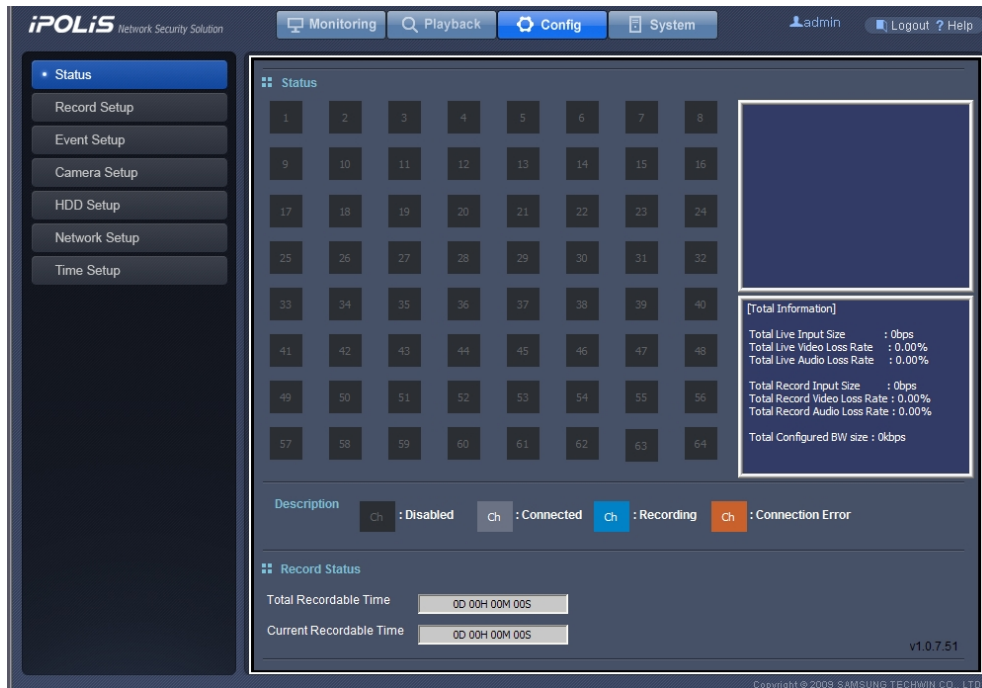 iPOLiS Network Security Solution
Monitoring
Playback
Config
System
admin
Logout ? Help
Status
Record Setup
Event Setup
Camera Setup
HDD Setup
Network Setup
Time Setup
Status
1 2 3 4 5 6 7 8
9 10 11 12 13 14 15 16
17 18 19 20 21 22 23 24
25 26 27 28 29 30 31 32
33 34 35 36 37 38 39 40
41 42 43 44 45 46 47 48
49 50 51 52 53 54 55 56
57 58 59 60 61 62 63 64
[Total Information]
Total Live Input Size : 0bps
Total Live Video Loss Rate : 0.00%
Total Live Audio Loss Rate : 0.00%
Total Record Input Size : 0bps
Total Record Video Loss Rate : 0.00%
Total Record Audio Loss Rate : 0.00%
Total Configured BW size : 0kbps
Description Ch : Disabled Ch : Connected Ch : Recording Ch : Connection Error
Record Status
Total Recordable Time 0D 00H 00M 00S
Current Recordable Time 0D 00H 00M 00S
v1.0.7.51
Copyright © 2009 SAMSUNG TECHWIN CO., LTD